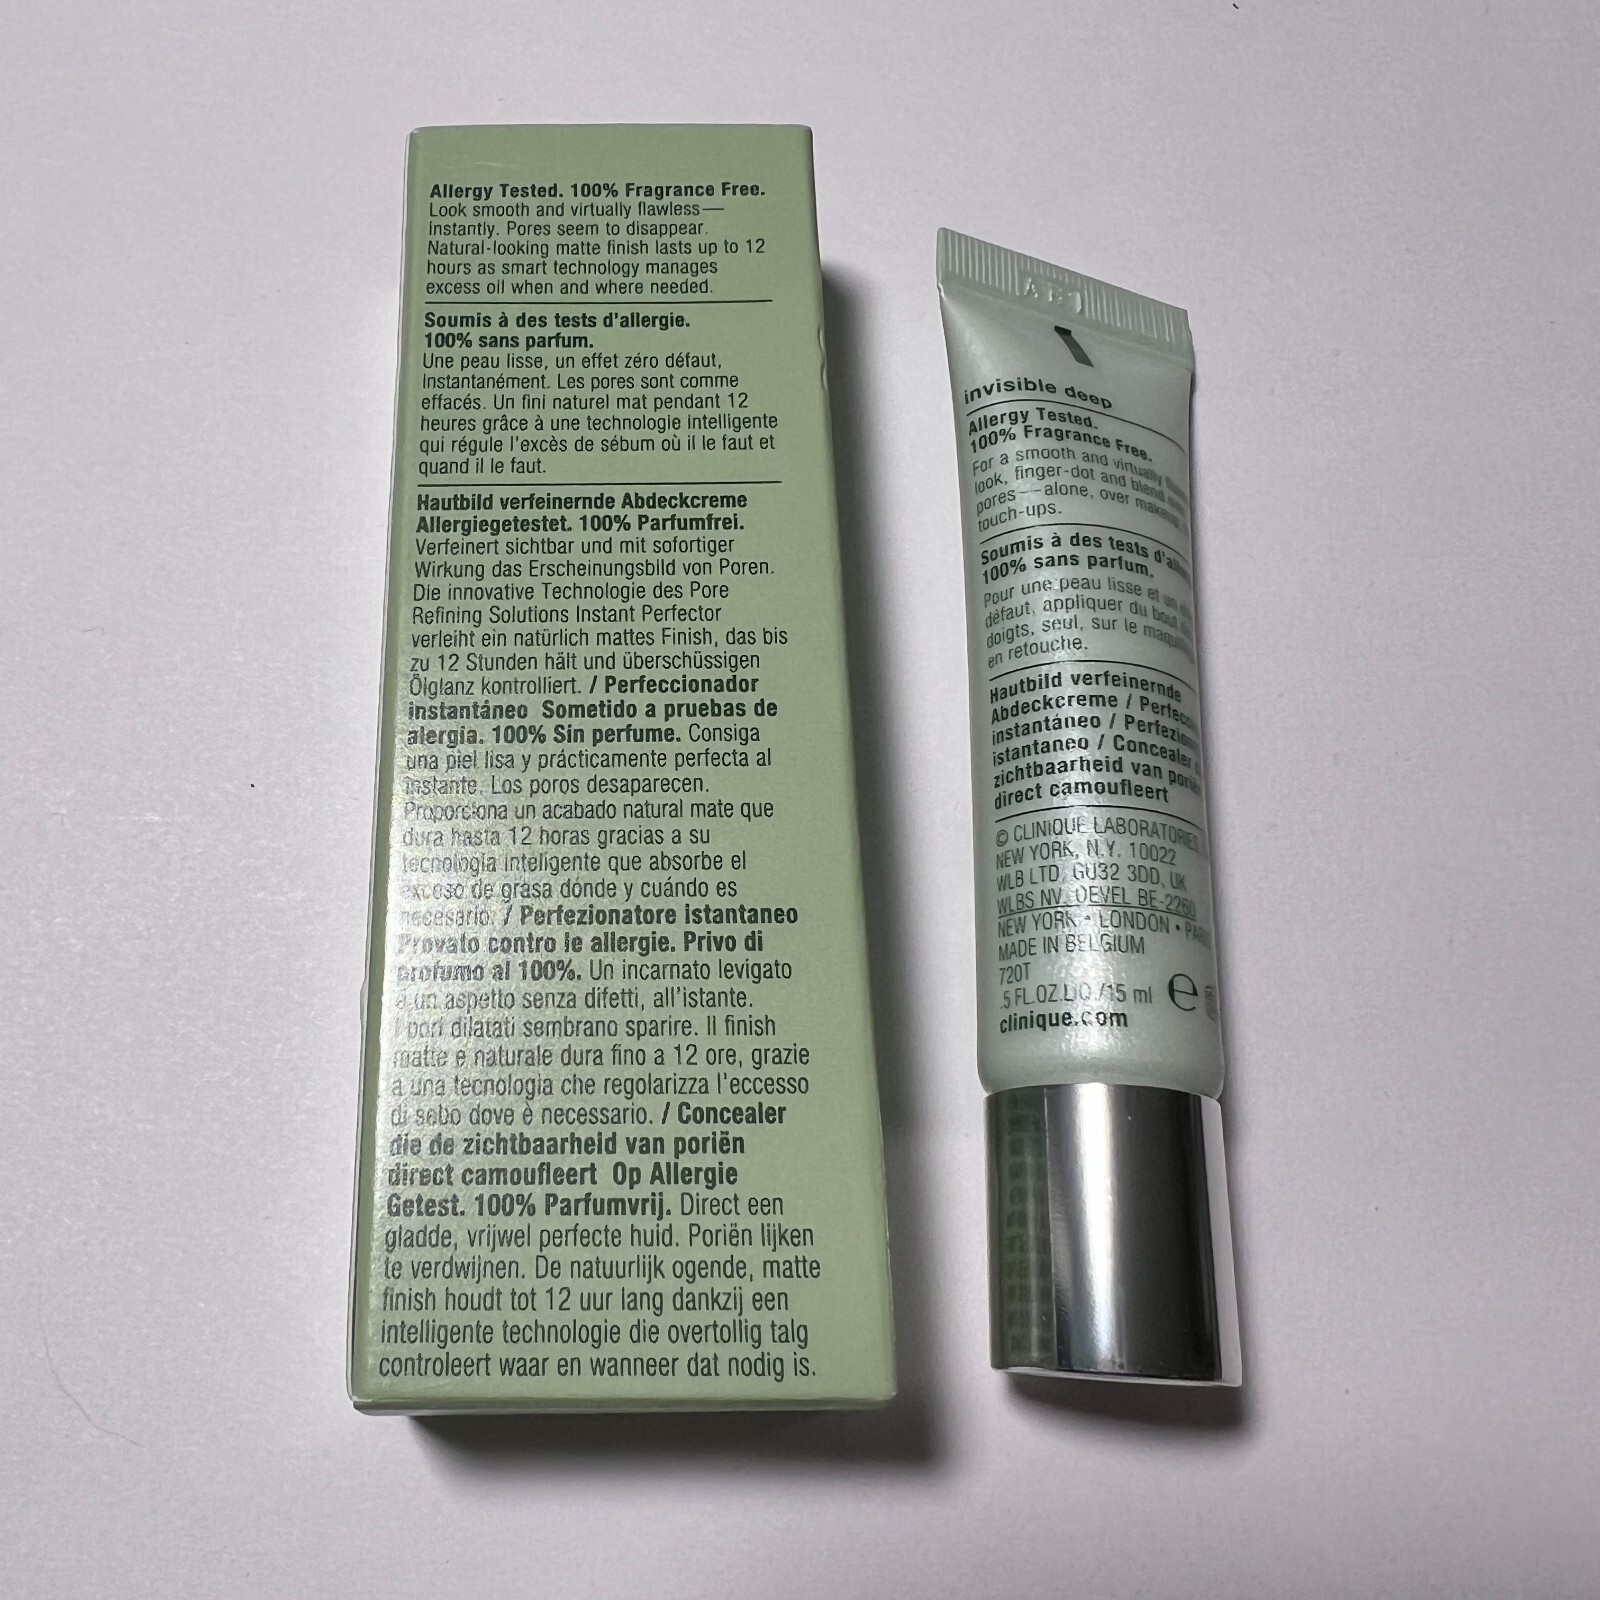 Allergy Tested. 100% Fragrance Free.
Look smooth and virtually flawless—
instantly. Pores seem to disappear.
Natural-looking matte finish lasts up to 12
hours as smart technology manages
excess oil when and where needed.
Soumis à des tests d'allergie.
100% sans parfum.
Une peau lisse, un effet zéro défaut,
instantanément. Les pores sont comme
effacés. Un fini naturel mat pendant 12
heures grâce à une technologie intelligente
qui régule l'excès de sébum où il le faut et
quand il le faut.
Hautbild verfeinernde Abdeckcreme
Allergiegetestet. 100% Parfumfrei.
Verfeinert sichtbar und mit sofortiger
Wirkung das Erscheinungsbild von Poren.
Die innovative Technologie des Pore
Refining Solutions Instant Perfector
verleiht ein natürlich mattes Finish, das bis
zu 12 Stunden hält und überschüssigen
Ölglanz kontrolliert. / Perfeccionador
instantáneo Sometido a pruebas de
alergia. 100% Sin perfume. Consiga
una piel lisa y prácticamente perfecta al
instante. Los poros desaparecen.
Proporciona un acabado natural mate que
dura hasta 12 horas gracias a su
tecnología inteligente que absorbe el
exceso de grasa dónde y cuándo es
necesario. / Perfezionatore istantaneo
Provato contro le allergie. Privo di
profumo al 100%. Un incarnato levigato
e un aspetto senza difetti, all'istante.
I pori dilatati sembrano sparire. Il finish
matte e naturale dura fino a 12 ore, grazie
a una tecnologia che regolarizza l'eccesso
di sebo dove è necessario. / Concealer
die de zichtbaarheid van poriën
direct camoufleert Op Allergie
Getest. 100% Parfumvrij. Direct een
gladde, vrijwel perfecte huid. Poriën lijken
te verdwijnen. De natuurlijk ogende, matte
finish houdt tot 12 uur lang dankzij een
intelligente technologie die overtollig talg
controleert waar en wanneer dat nodig is.
invisible deep
Allergy Tested.
100% Fragrance Free.
For a smooth and virtually
look, finger-dot and blend
pores—alone, over makeup,
touch-ups.
Soumis à des tests
100% sans parfum.
Pour une peau lisse et un
défaut, appliquer du bout
doigts, seul, sur le
en retouche.
Hautbild verfeinernde
Abdeckcreme /
instantáneo /
istantaneo / Concealer
zichtbaarheid van
direct camoufleert
© CLINIQUE LABORATORIES
NEW YORK, N.Y. 10022
WLB LTD, GU32 3DD, UK
WLBS NV. OEVEL BE-2260
NEW YORK • LONDON •
MADE IN BELGIUM
720T
.5 FL.OZ.LIQ./15 ml e
clinique.com